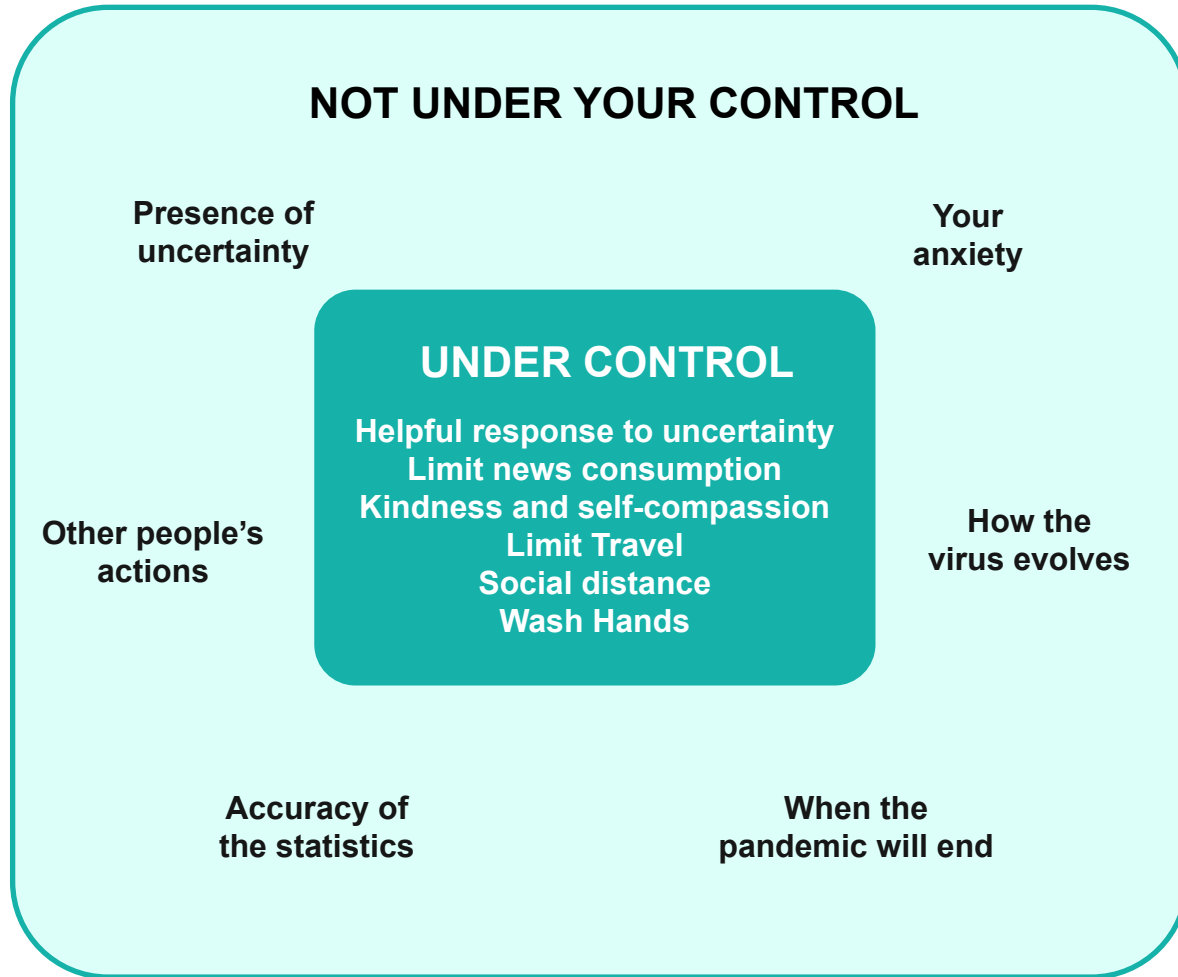 NOT UNDER YOUR CONTROL
Presence of
uncertainty
Your
anxiety
UNDER CONTROL
Helpful response to uncertainty
Limit news consumption
Kindness and self-compassion
Limit Travel
Social distance
Wash Hands
Other people’s
actions
How the
virus evolves
Accuracy of
the statistics
When the
pandemic will end